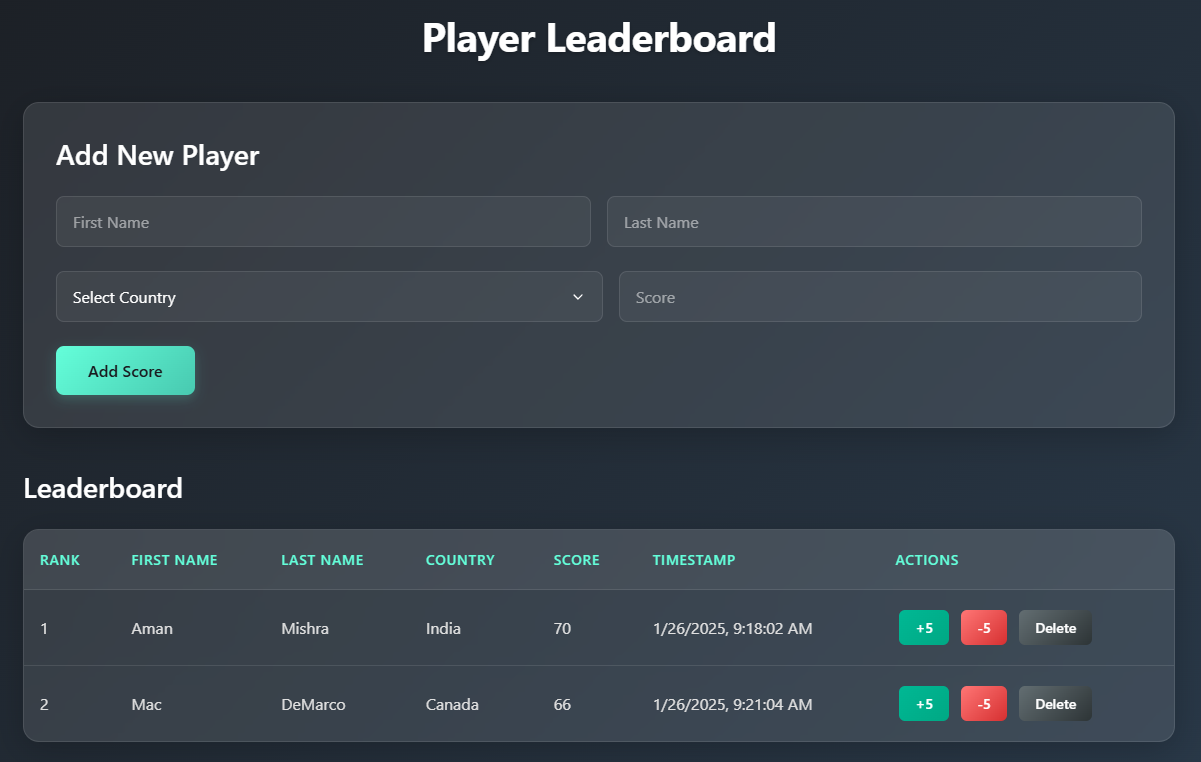 Player Leaderboard
Add New Player
First Name Last Name
Select Country Score
Add Score
Leaderboard
RANK FIRST NAME LAST NAME COUNTRY SCORE TIMESTAMP ACTIONS
1 Aman Mishra India 70 1/26/2025, 9:18:02 AM +5 -5 Delete
2 Mac DeMarco Canada 66 1/26/2025, 9:21:04 AM +5 -5 Delete